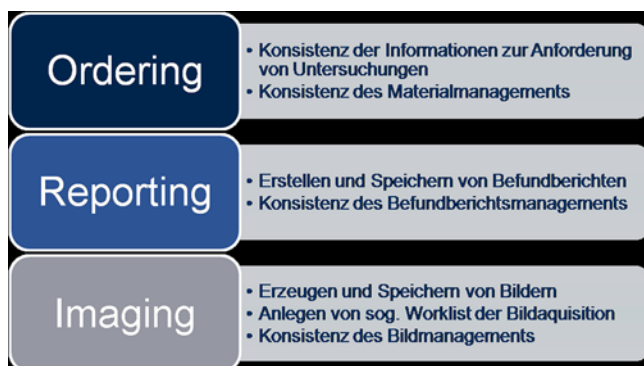 Ordering
• Konsistenz der Informationen zur Anforderung
von Untersuchungen
• Konsistenz des Materialmanagements
Reporting
• Erstellen und Speichern von Befundberichten
• Konsistenz des Befundberichtsmanagements
Imaging
• Erzeugen und Speichern von Bildern
• Anlegen von sog. Worklist der Bildaquisition
• Konsistenz des Bildmanagements